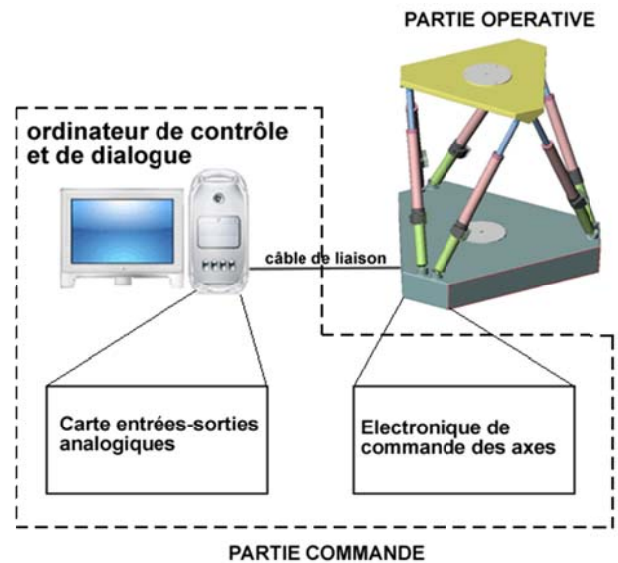 PARTIE OPERATIVE
ordinateur de contrôle
et de dialogue
câble de liaison
Carte entrées-sorties
analogiques
Electronique de
commande des axes
PARTIE COMMANDE